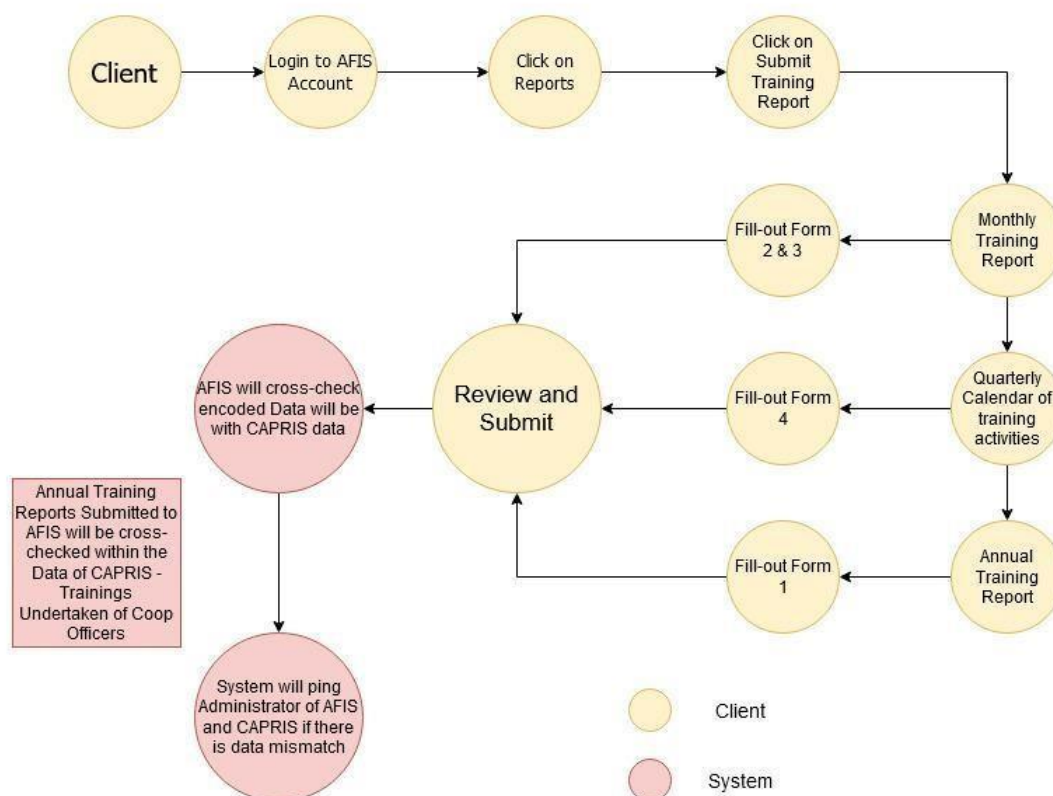 Client
Login to AFIS
Account
Click on
Reports
Click on
Submit
Training
Report
Monthly
Training
Report
Fill-out Form
2 & 3
Quarterly
Calendar of
training
activities
Fill-out Form
4
Review and
Submit
AFIS will cross-check
encoded Data will be
with CAPRIS data
Annual Training
Report
Fill-out Form
1
Annual Training
Reports Submitted to
AFIS will be cross-
checked within the
Data of CAPRIS -
Trainings
Undertaken of Coop
Officers
System will ping
Administrator of AFIS
and CAPRIS if there
is data mismatch
Client
System